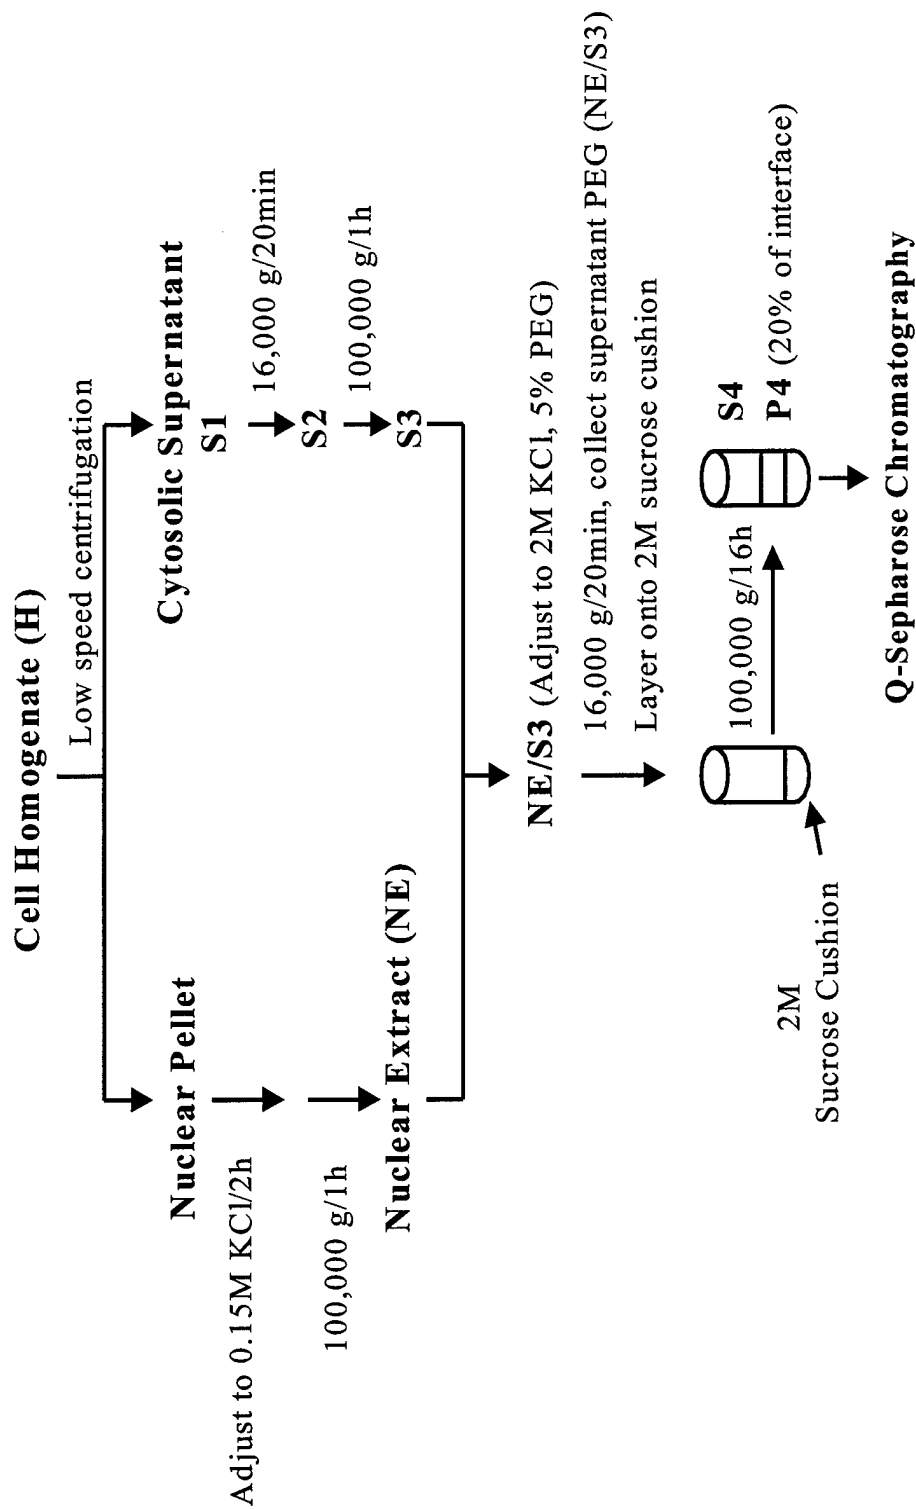 Cell Homogenate (H)
Low speed centrifugation
Nuclear Pellet
Adjust to 0.15M KCl/2h
100,000 g/1h
Nuclear Extract (NE)
Cytosolic Supernatant
S1
16,000 g/20min
S2
100,000 g/1h
S3
NE/S3 (Adjust to 2M KCl, 5% PEG)
16,000 g/20min, collect supernatant PEG (NE/S3)
Layer onto 2M sucrose cushion
2M
Sucrose Cushion
100,000 g/16h
S4
P4 (20% of interface)
Q-Sepharose Chromatography